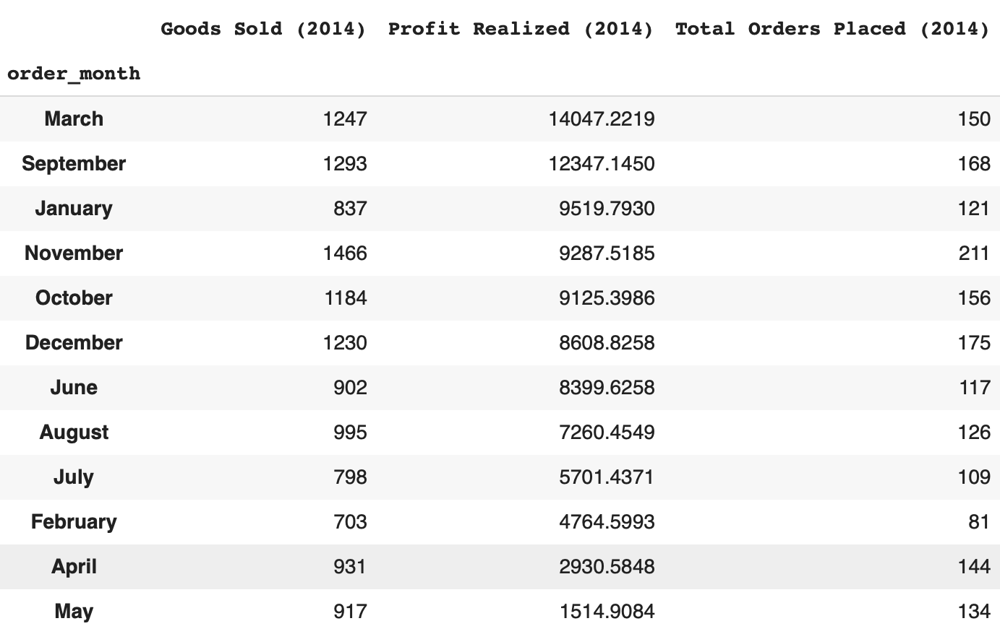 Goods Sold (2014) Profit Realized (2014) Total Orders Placed (2014)
order_month
March 1247 14047.2219 150
September 1293 12347.1450 168
January 837 9519.7930 121
November 1466 9287.5185 211
October 1184 9125.3986 156
December 1230 8608.8258 175
June 902 8399.6258 117
August 995 7260.4549 126
July 798 5701.4371 109
February 703 4764.5993 81
April 931 2930.5848 144
May 917 1514.9084 134